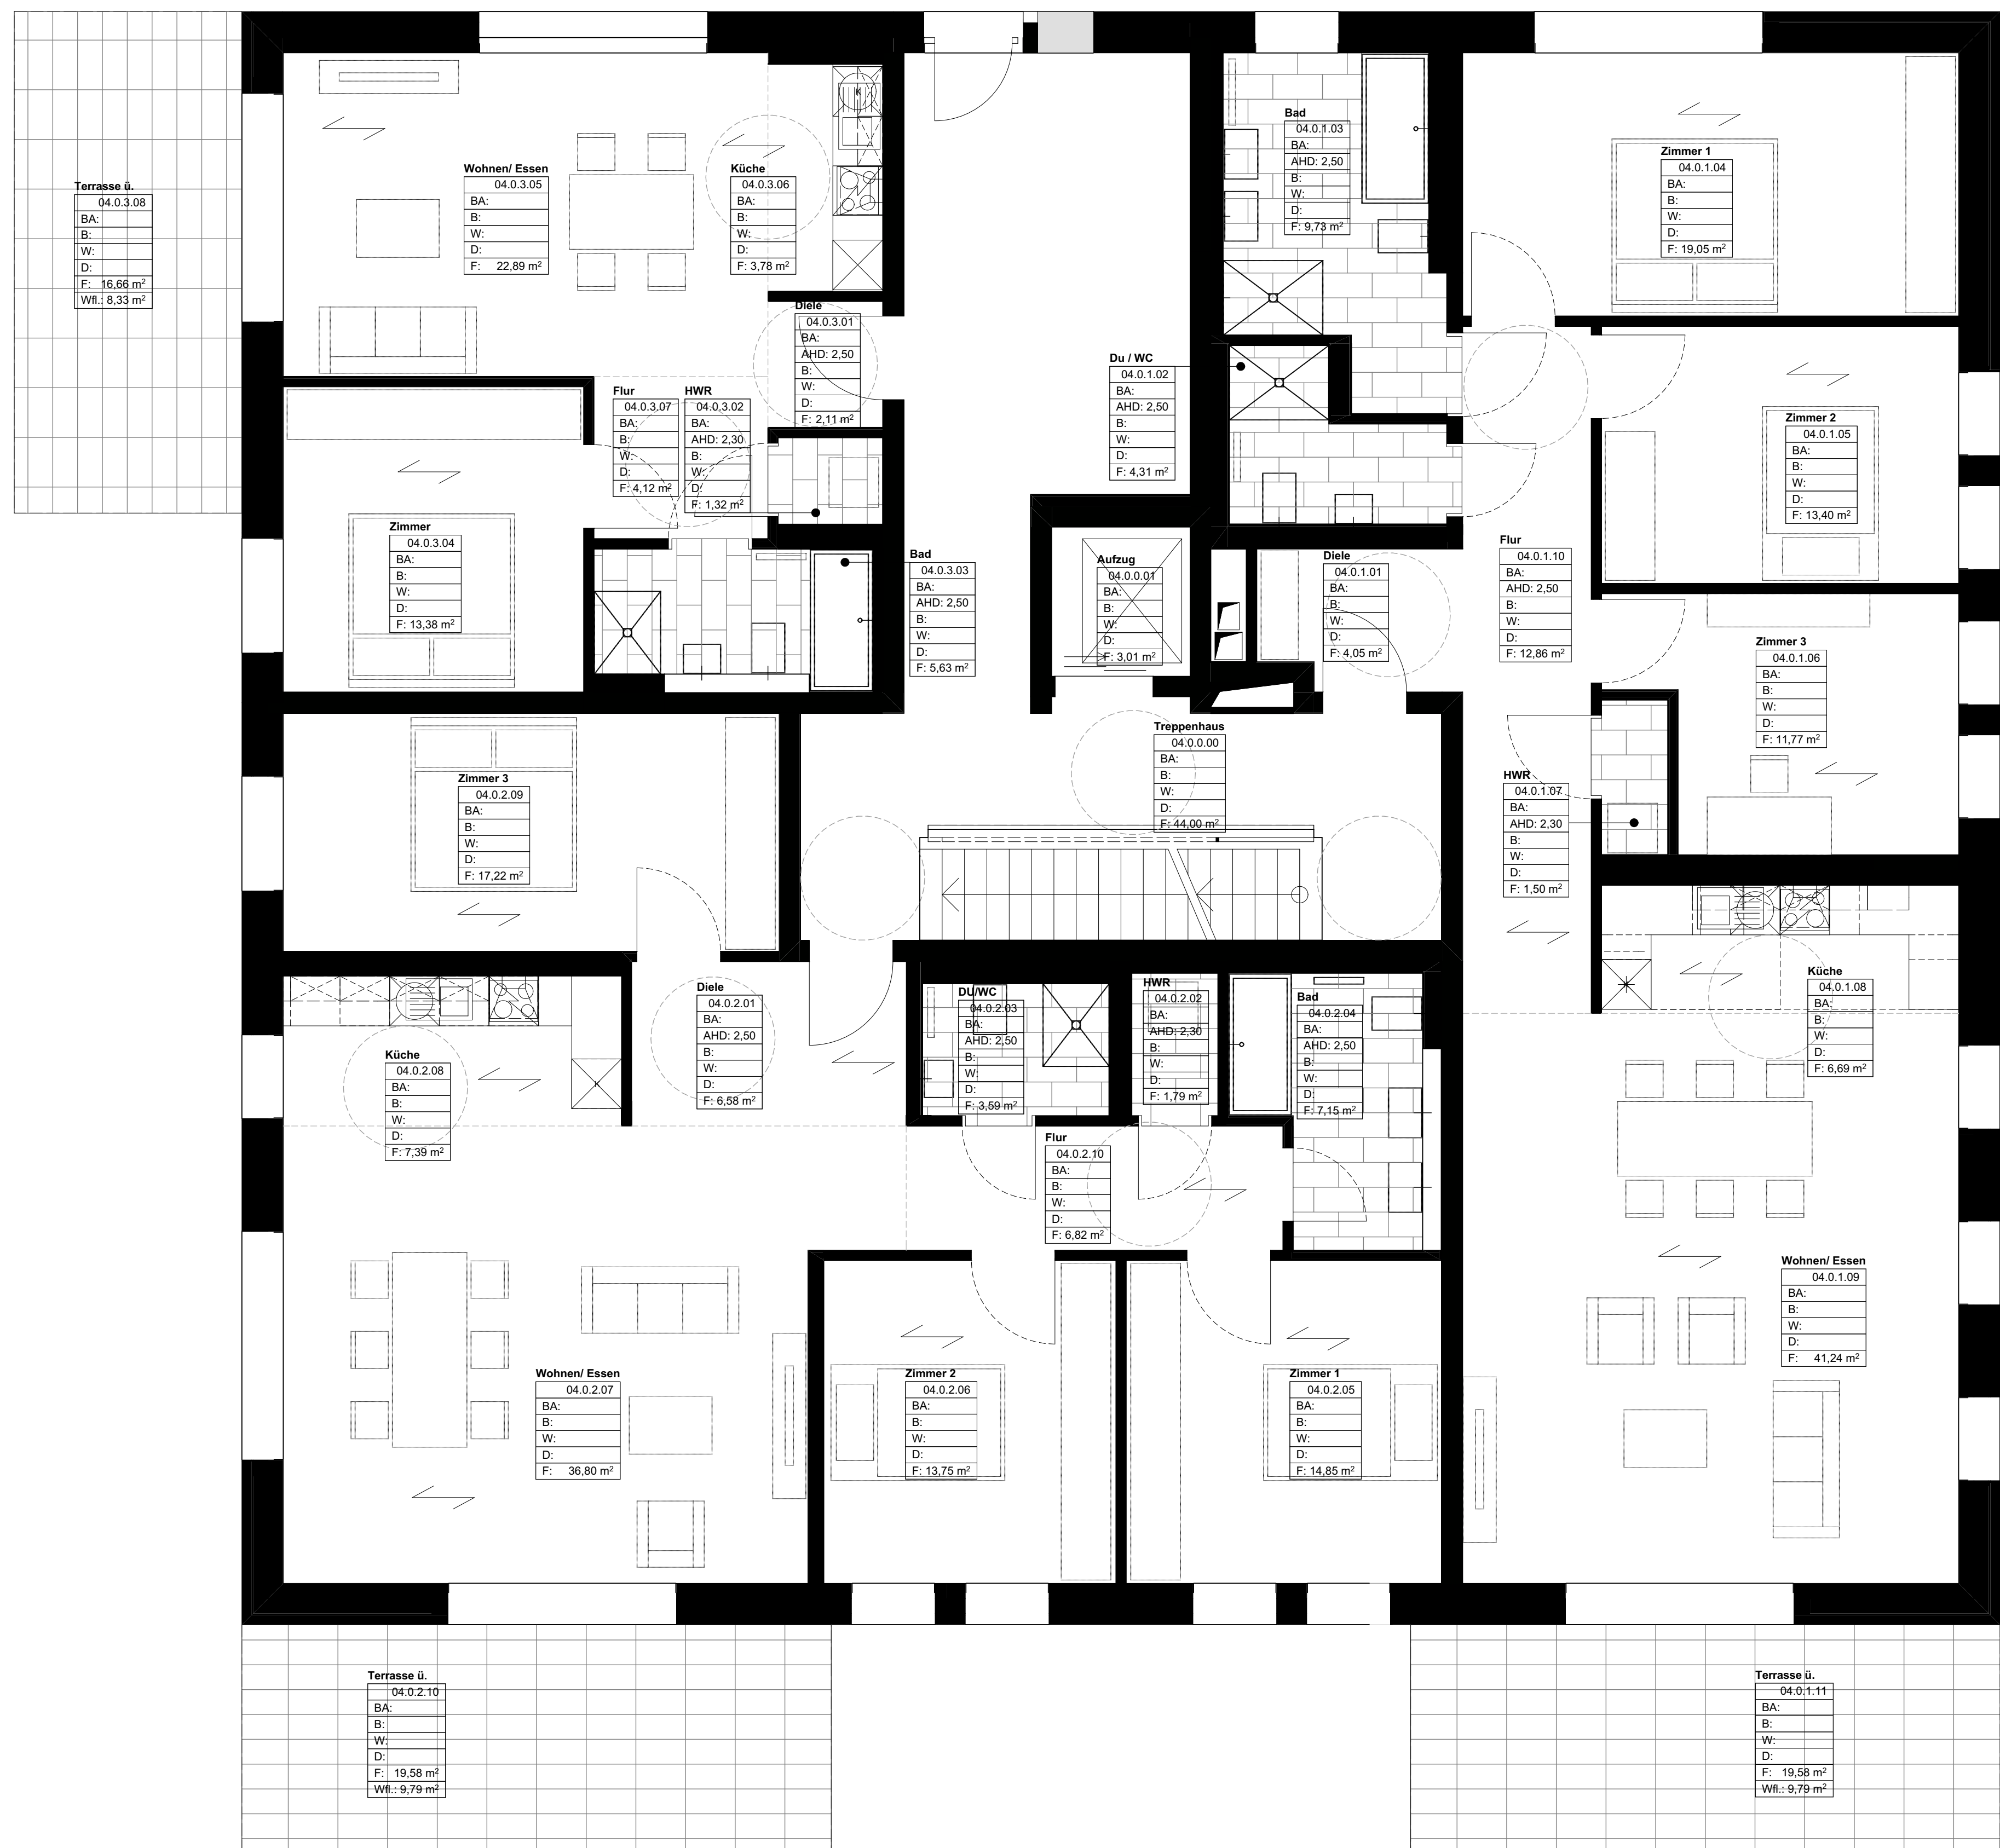 Terrasse ü.
04.0.3.08
BA:
B:
W:
D:
F: 16,66 m²
Wfl.: 8,33 m²
Wohnen/ Essen
04.0.3.05
BA:
B:
W:
D:
F: 22,89 m²
Küche
04.0.3.06
BA:
B:
W:
D:
F: 3,78 m²
K
Diele
04.0.3.01
BA:
AHD: 2,50
B:
W:
D:
F: 2,11 m²
Flur
04.0.3.07
BA:
B:
W:
D:
F: 4,12 m²
HWR
04.0.3.02
BA:
AHD: 2,30
B:
W:
D:
F: 1,32 m²
Zimmer
04.0.3.04
BA:
B:
W:
D:
F: 13,38 m²
Bad
04.0.3.03
BA:
AHD: 2,50
B:
W:
D:
F: 5,63 m²
Bad
04.0.1.03
BA:
AHD: 2,50
B:
W:
D:
F: 9,73 m²
Zimmer 1
04.0.1.04
BA:
B:
W:
D:
F: 19,05 m²
Du / WC
04.0.1.02
BA:
AHD: 2,50
B:
W:
D:
F: 4,31 m²
Zimmer 2
04.0.1.05
BA:
B:
W:
D:
F: 13,40 m²
Aufzug
04.0.0.01
BA:
B:
W:
D:
F: 3,01 m²
Diele
04.0.1.01
BA:
B:
W:
D:
F: 4,05 m²
Flur
04.0.1.10
BA:
AHD: 2,50
B:
W:
D:
F: 12,86 m²
Zimmer 3
04.0.1.06
BA:
B:
W:
D:
F: 11,77 m²
Treppenhaus
04.0.0.00
BA:
B:
W:
D:
F: 44,00 m²
HWR
04.0.1.07
BA:
AHD: 2,30
B:
W:
D:
F: 1,50 m²
Zimmer 3
04.0.2.09
BA:
B:
W:
D:
F: 17,22 m²
Küche
04.0.2.08
BA:
B:
W:
D:
F: 7,39 m²
K
Diele
04.0.2.01
BA:
AHD: 2,50
B:
W:
D:
F: 6,58 m²
DU/WC
04.0.2.03
BA:
AHD: 2,50
B:
W:
D:
F: 3,59 m²
HWR
04.0.2.02
BA:
AHD: 2,30
B:
W:
D:
F: 1,79 m²
Bad
04.0.2.04
BA:
AHD: 2,50
B:
W:
D:
F: 7,15 m²
Küche
04.0.1.08
BA:
B:
W:
D:
F: 6,69 m²
Flur
04.0.2.10
BA:
B:
W:
D:
F: 6,82 m²
Wohnen/ Essen
04.0.1.09
BA:
B:
W:
D:
F: 41,24 m²
Wohnen/ Essen
04.0.2.07
BA:
B:
W:
D:
F: 36,80 m²
Zimmer 2
04.0.2.06
BA:
B:
W:
D:
F: 13,75 m²
Zimmer 1
04.0.2.05
BA:
B:
W:
D:
F: 14,85 m²
Terrasse ü.
04.0.2.10
BA:
B:
W:
D:
F: 19,58 m²
Wfl.: 9,79 m²
Terrasse ü.
04.0.1.11
BA:
B:
W:
D:
F: 19,58 m²
Wfl.: 9,79 m²